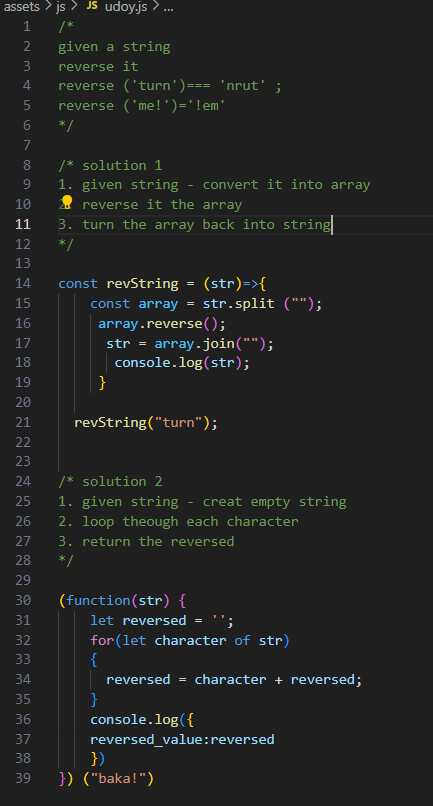 assets > js > JS udoy.js > ...
1 /*
2 given a string
3 reverse it
4 reverse ('turn')=== 'nrut' ;
5 reverse ('me!')='!em'
6 */
7
8 /* solution 1
9 1. given string - convert it into array
10 reverse it the array
11 3. turn the array back into string
12 */
13
14 const revString = (str)=>{
15 const array = str.split ("");
16 array.reverse();
17 str = array.join("");
18 console.log(str);
19 }
20
21 revString("turn");
22
23
24 /* solution 2
25 1. given string - creat empty string
26 2. loop theough each character
27 3. return the reversed
28 */
29
30 (function(str) {
31 let reversed = '';
32 for(let character of str)
33 {
34 reversed = character + reversed;
35 }
36 console.log({
37 reversed_value:reversed
38 })
39 }) ("baka!")